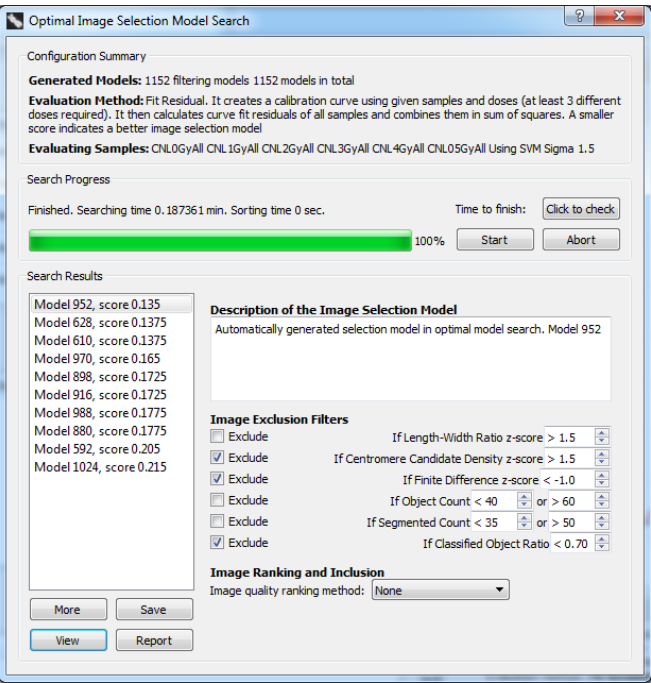 Optimal Image Selection Model Search
Configuration Summary
Generated Models: 1152 filtering models 1152 models in total
Evaluation Method: Fit Residual. It creates a calibration curve using given samples and doses (at least 3 different
doses required). It then calculates curve fit residuals of all samples and combines them in sum of squares. A smaller
score indicates a better image selection model
Evaluating Samples: CNL0GyAll CNL1GyAll CNL2GyAll CNL3GyAll CNL4GyAll CNL05GyAll Using SVM Sigma 1.5
Search Progress
Finished. Searching time 0.187361 min. Sorting time 0 sec.
Time to finish: Click to check
100% Start Abort
Search Results
Model 952, score 0.135
Model 628, score 0.1375
Model 610, score 0.1375
Model 970, score 0.165
Model 898, score 0.1725
Model 916, score 0.1725
Model 988, score 0.1775
Model 880, score 0.1775
Model 592, score 0.205
Model 1024, score 0.215
More Save
View Report
Description of the Image Selection Model
Automatically generated selection model in optimal model search. Model 952
Image Exclusion Filters
Exclude If Length-Width Ratio z-score > 1.5
Exclude If Centromere Candidate Density z-score > 1.5
Exclude If Finite Difference z-score < -1.0
Exclude If Object Count < 40 or > 60
Exclude If Segmented Count < 35 or > 50
Exclude If Classified Object Ratio < 0.70
Image Ranking and Inclusion
Image quality ranking method: None